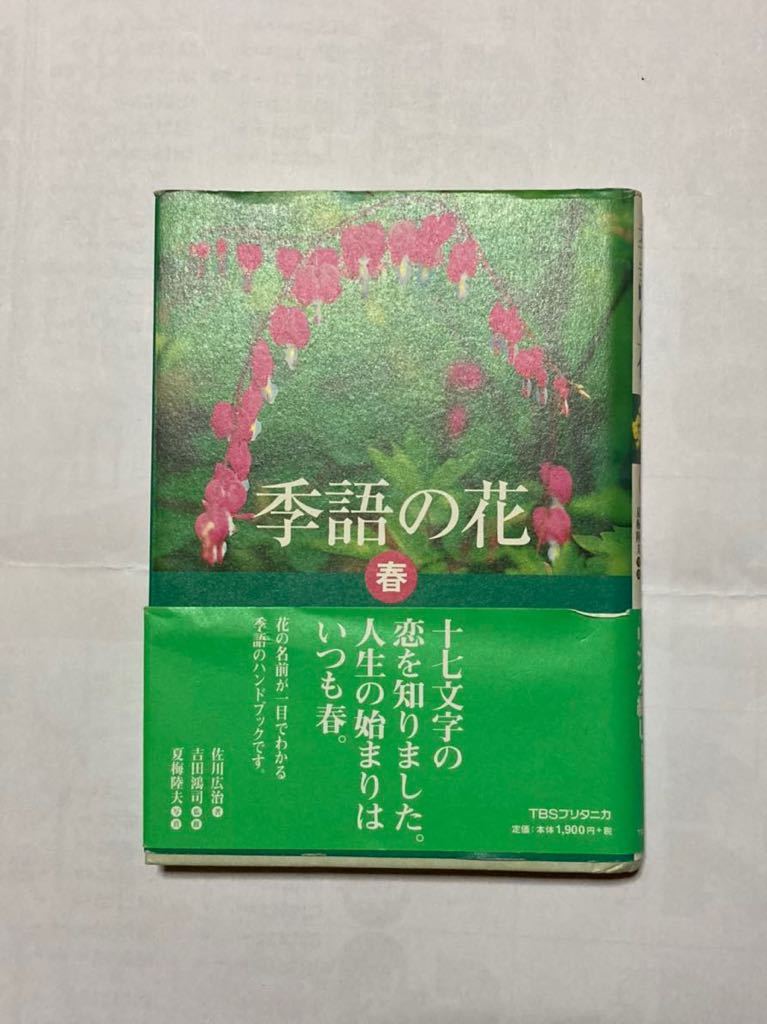 季語の花
春
十七文字の
恋を知りました。
人生の始まりは
いつも春。
花の名前が一目でわかる
季語のハンドブックです。
佐川広治 著
吉田鴻司 監修
夏梅陸夫 写真
TBSブリタニカ
定価:本体1,900円+税